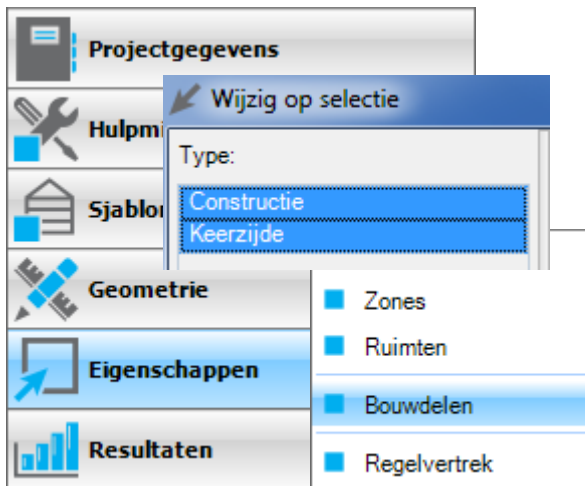 Projectgegevens
Wijzig op selectie
Type:
Constructie
Keerzijde
Geometrie
Zones
Ruimten
Eigenschappen
Bouwdelen
Resultaten
Regelvertrek